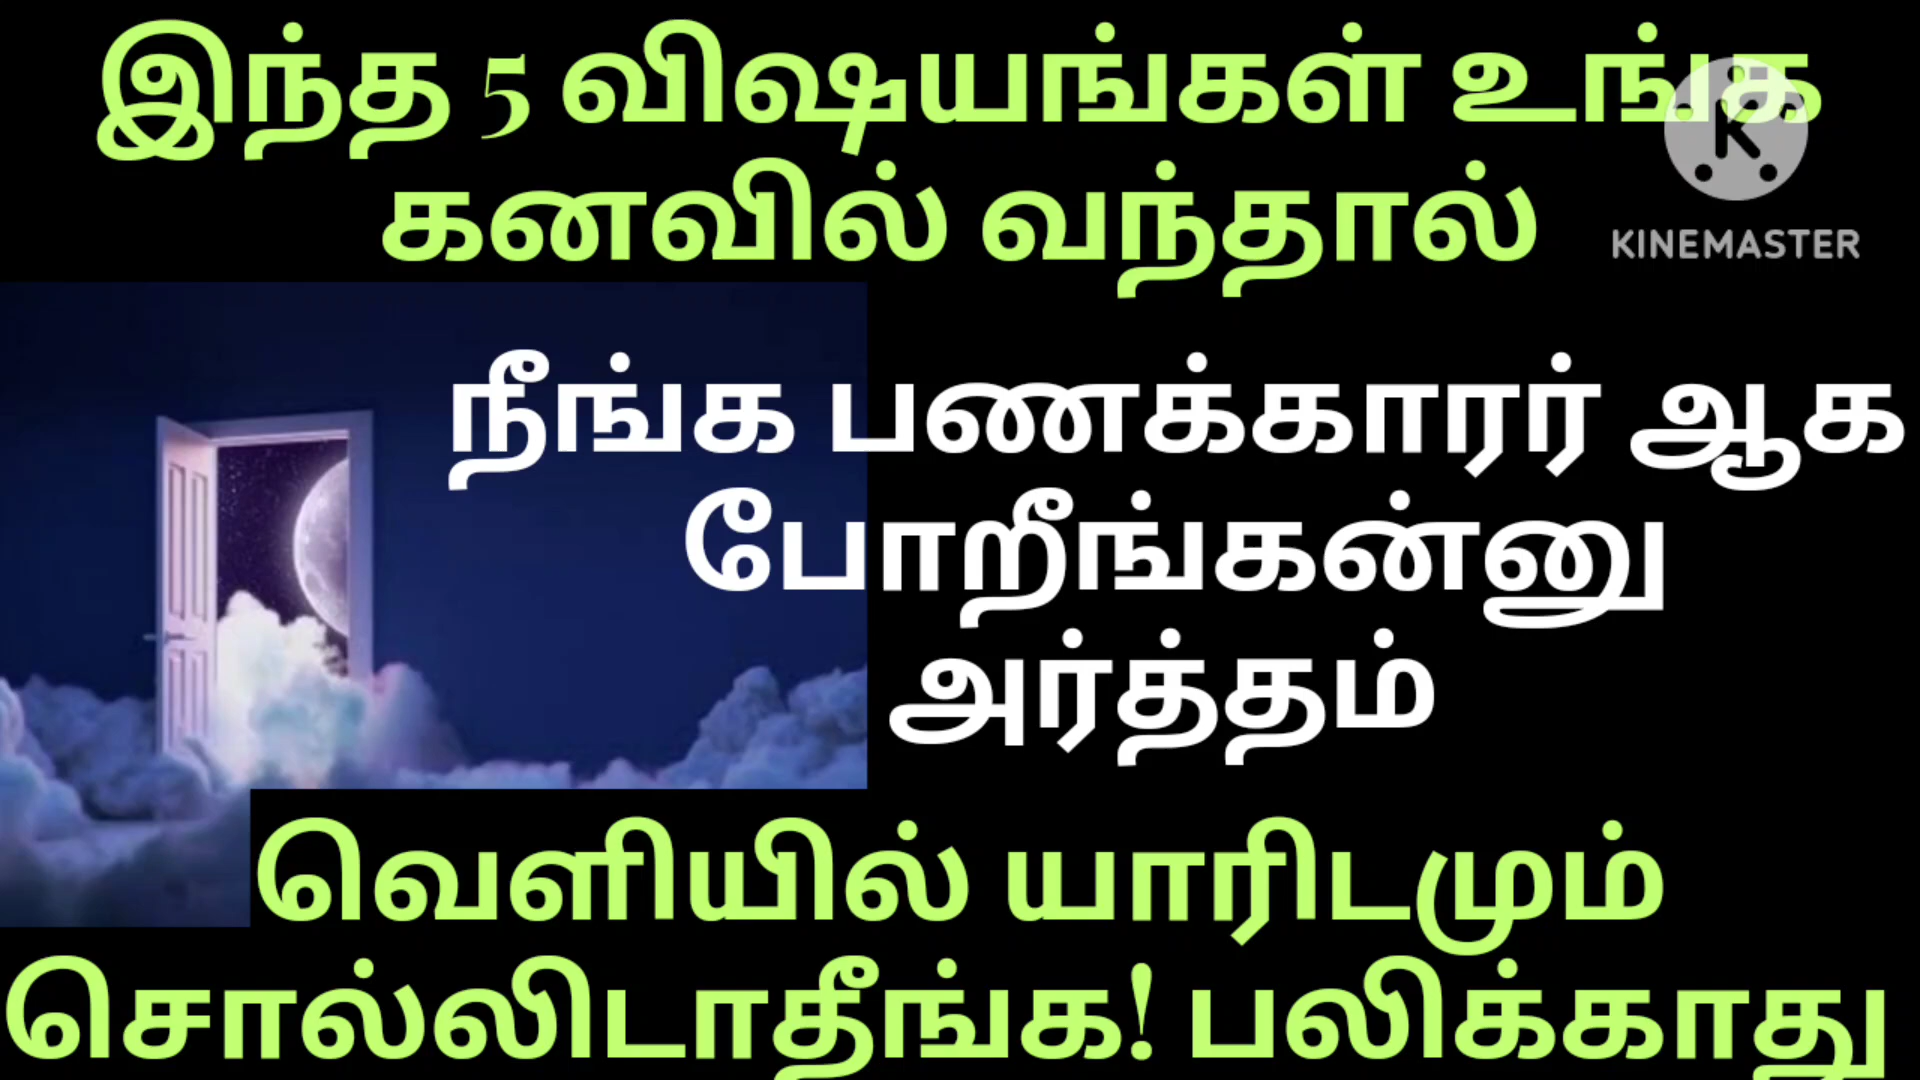 இந்த 5 விஷயங்கள் உங்க
கனவில் வந்தால்
KINEMASTER
நீங்க பணக்காரர் ஆக
போறீங்கன்னு
அர்த்தம்
வெளியில் யாரிடமும்
சொல்லிடாதீங்க! பலிக்காது